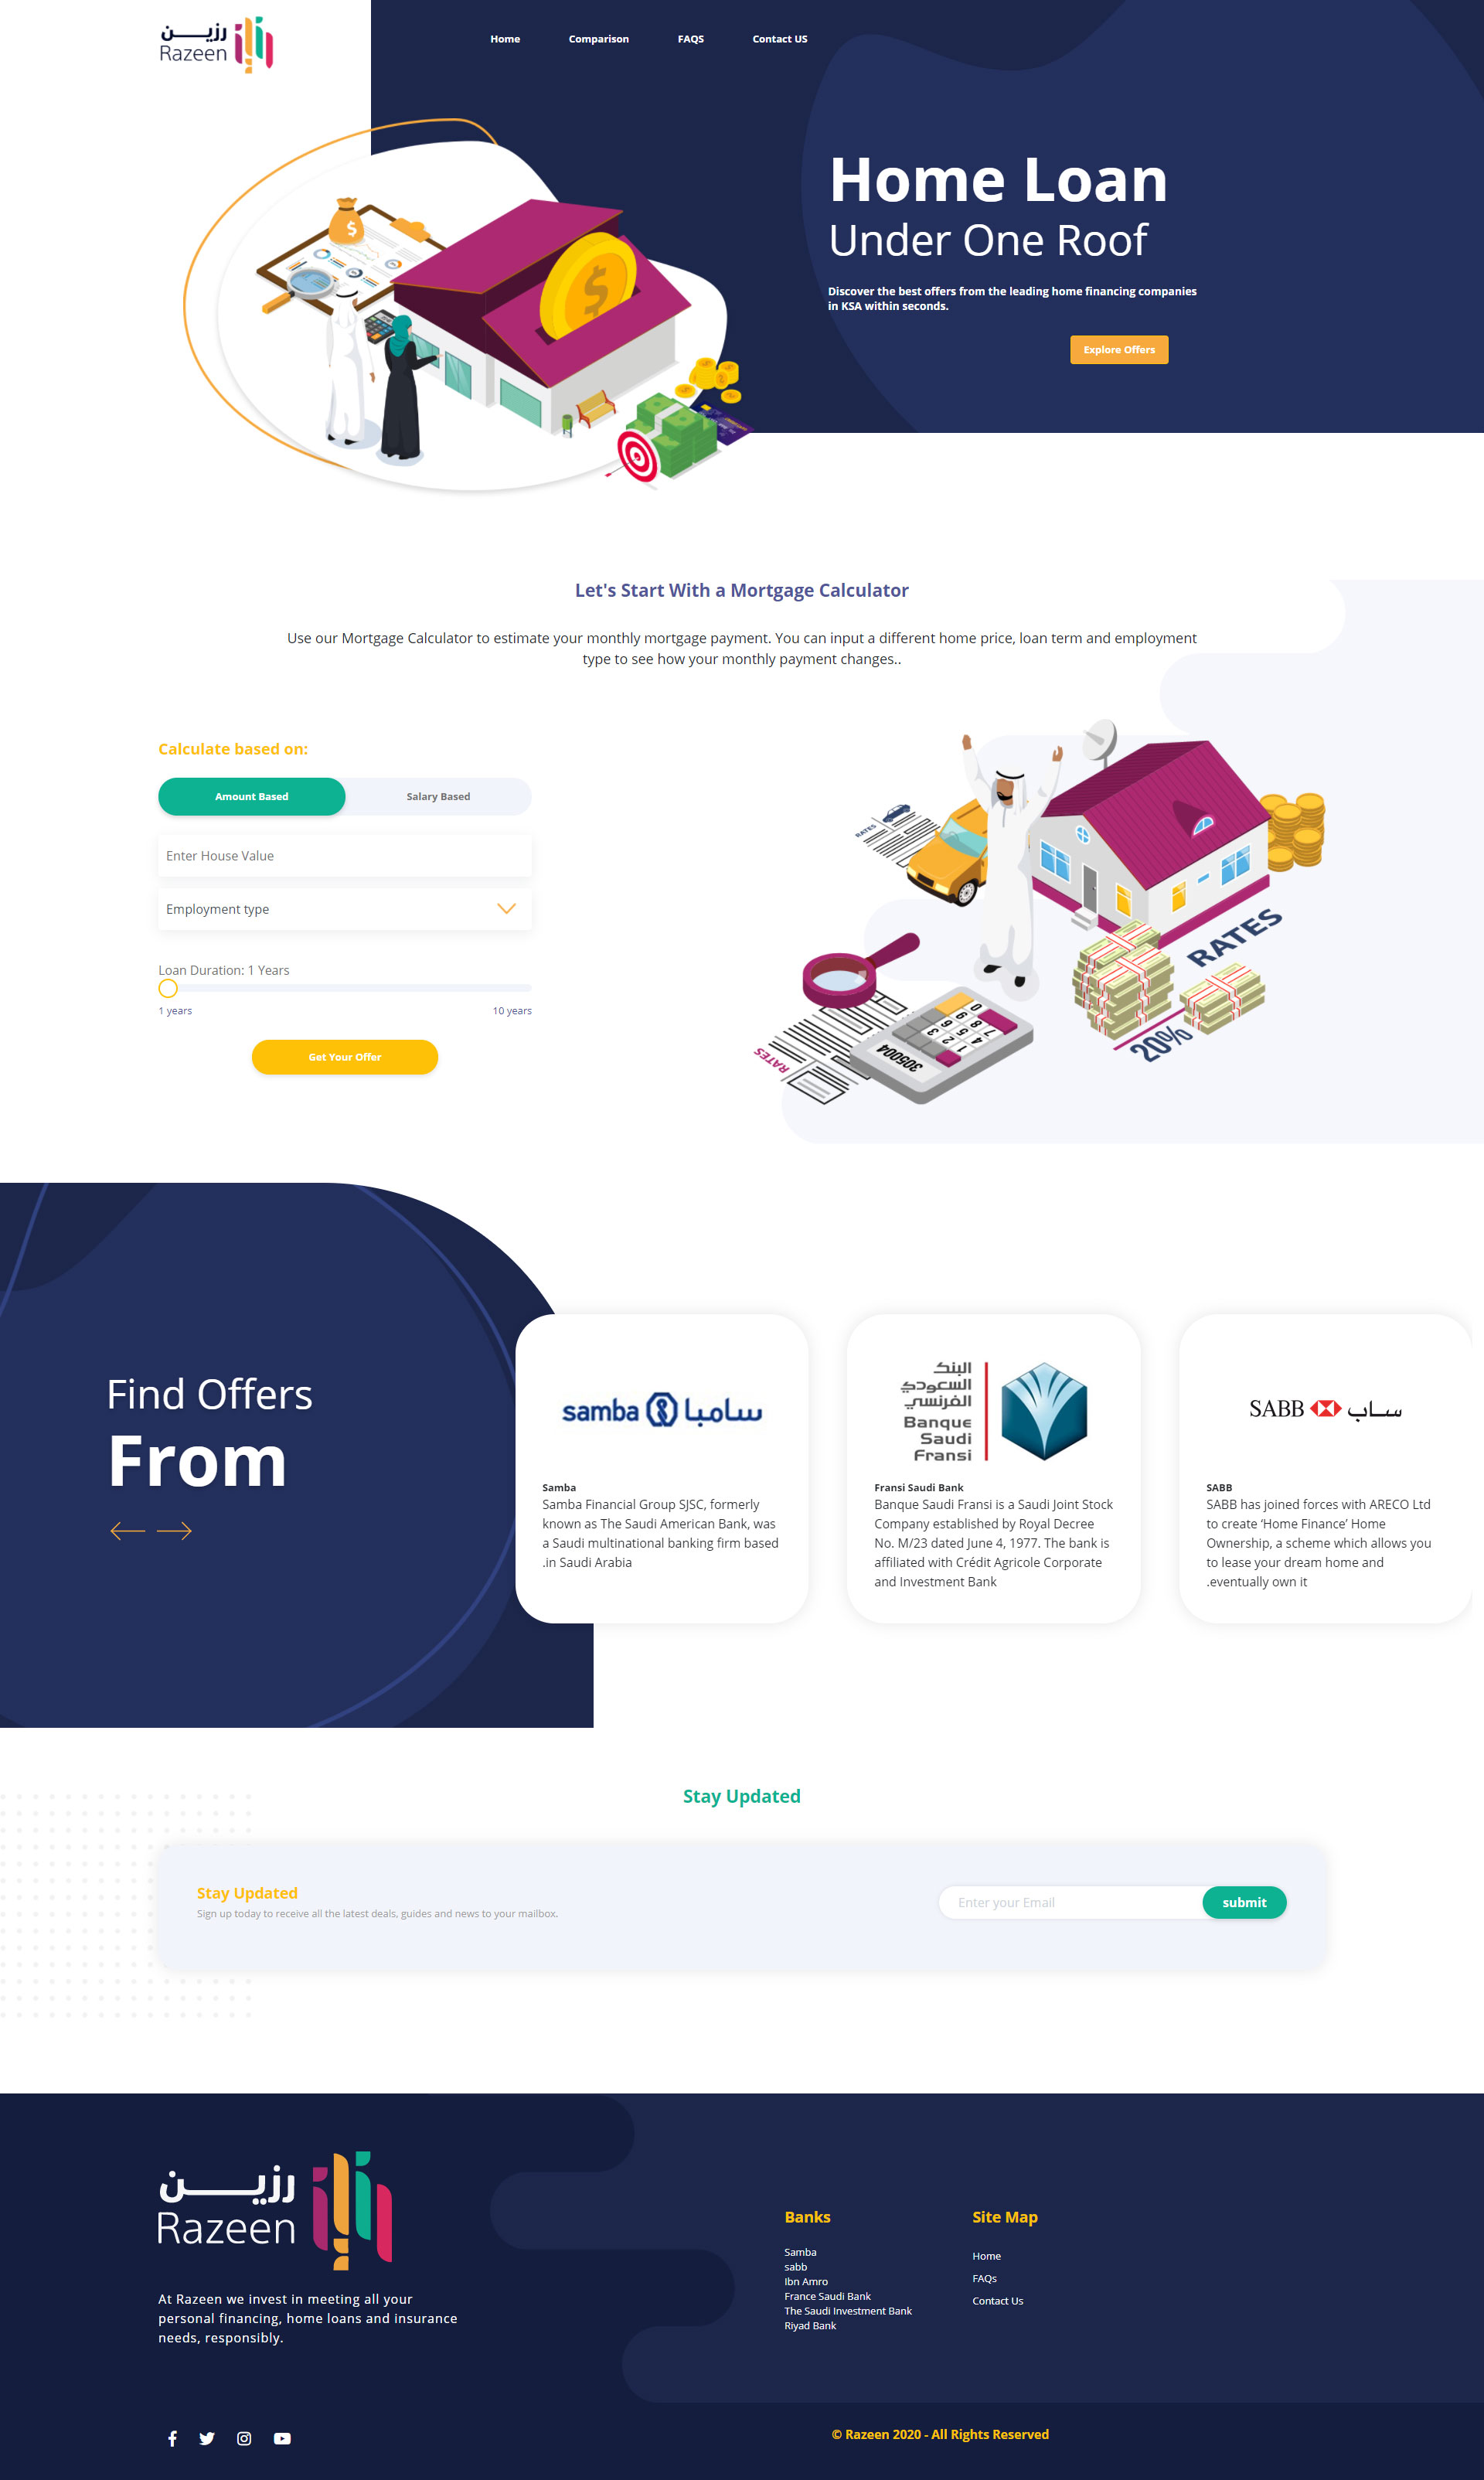 رزيـــن
Razeen
Home Comparison FAQS Contact US
Home Loan
Under One Roof
Discover the best offers from the leading home financing companies
in KSA within seconds.
Explore Offers
Let's Start With a Mortgage Calculator
Use our Mortgage Calculator to estimate your monthly mortgage payment. You can input a different home price, loan term and employment
type to see how your monthly payment changes..
Calculate based on:
Amount Based Salary Based
Enter House Value
Employment type
Loan Duration: 1 Years
1 years 10 years
Get Your Offer
RATES
RATES
20%
RATES
305004
Find Offers
From
samba سامبا
Samba
Samba Financial Group SJSC, formerly
known as The Saudi American Bank, was
a Saudi multinational banking firm based
.in Saudi Arabia
البنك
السعودي
الفرنسي
Banque
Saudi
Fransi
Fransi Saudi Bank
Banque Saudi Fransi is a Saudi Joint Stock
Company established by Royal Decree
No. M/23 dated June 4, 1977. The bank is
affiliated with Crédit Agricole Corporate
and Investment Bank
SABB ساب
SABB
SABB has joined forces with ARECO Ltd
to create ‘Home Finance’ Home
Ownership, a scheme which allows you
to lease your dream home and
.eventually own it
Stay Updated
Stay Updated
Sign up today to receive all the latest deals, guides and news to your mailbox.
Enter your Email submit
رزيـــن
Razeen
At Razeen we invest in meeting all your
personal financing, home loans and insurance
needs, responsibly.
Banks
Samba
sabb
Ibn Amro
France Saudi Bank
The Saudi Investment Bank
Riyad Bank
Site Map
Home
FAQs
Contact Us
© Razeen 2020 - All Rights Reserved